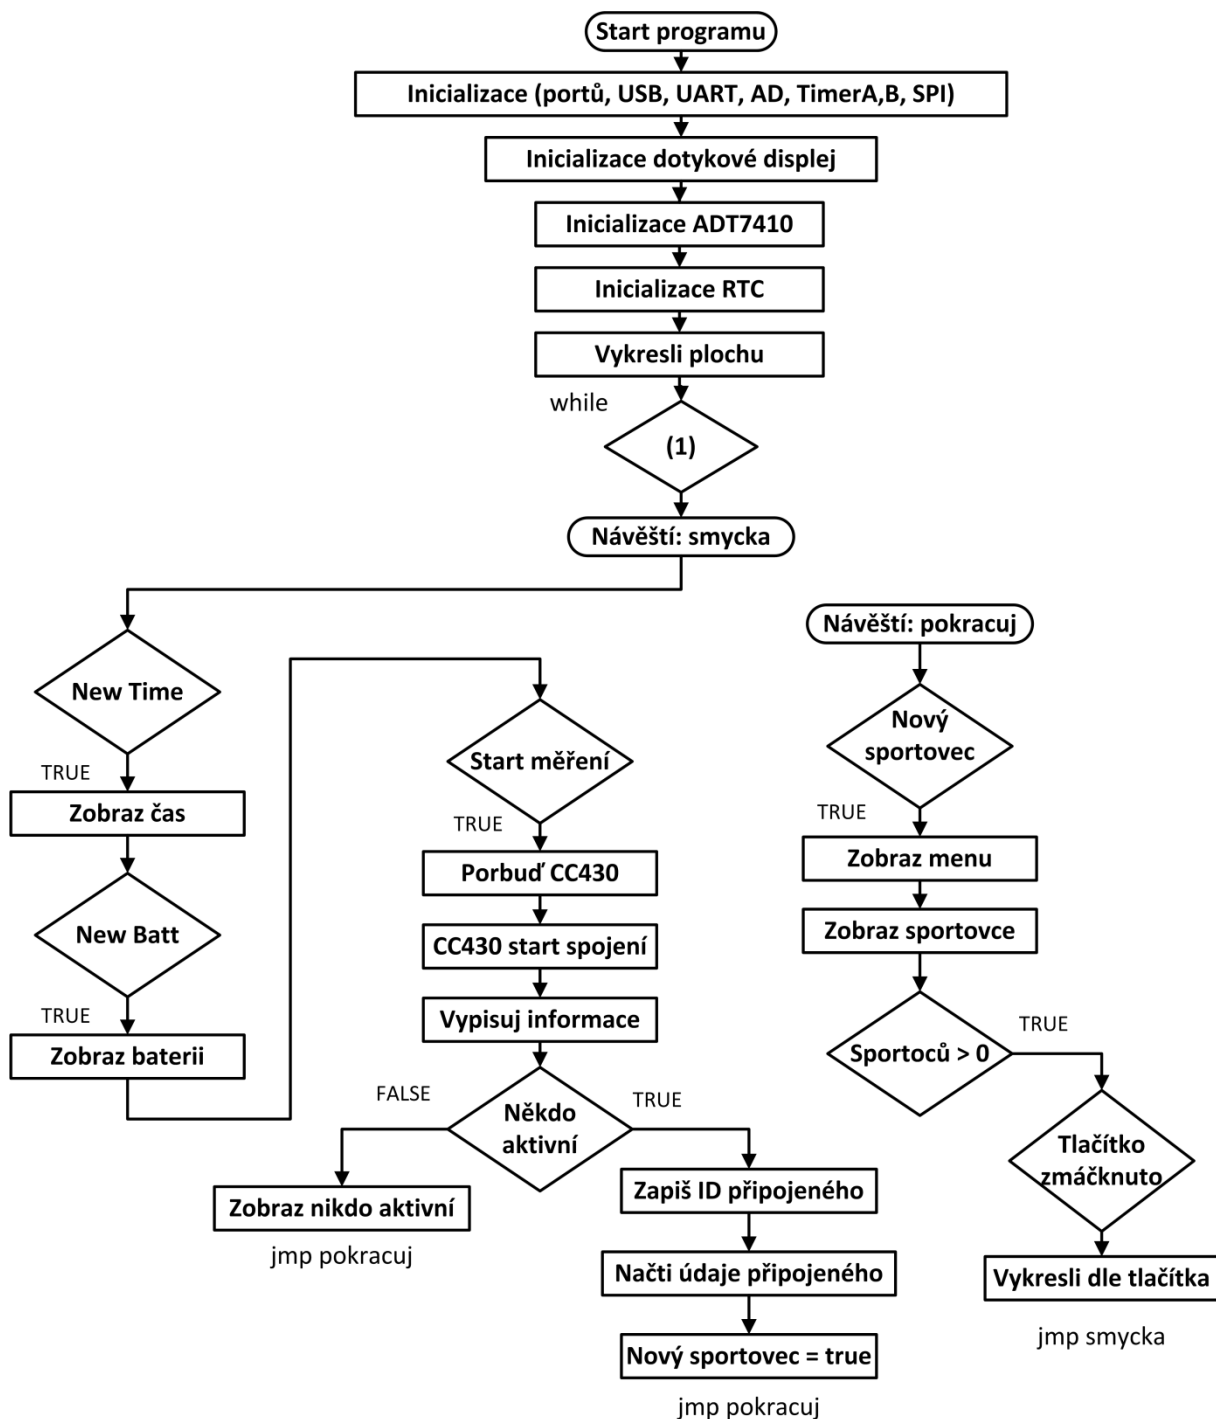 Start programu
Inicializace (portů, USB, UART, AD, TimerA,B, SPI)
Inicializace dotykové displej
Inicializace ADT7410
Inicializace RTC
Vykresli plochu
while
(1)
Návěští: smycka
New Time
TRUE
Zobraz čas
New Batt
TRUE
Zobraz baterii
Start měření
TRUE
Porbuď CC430
CC430 start spojení
Vypisuj informace
Někdo
aktivní
FALSE
TRUE
Zobraz nikdo aktivní
jmp pokracuj
Zapiš ID připojeného
Načti údaje připojeného
Nový sportovec = true
jmp pokracuj
Návěští: pokracuj
Nový
sportovec
TRUE
Zobraz menu
Zobraz sportovce
Sportoců > 0
TRUE
Tlačítko
zmáčknuto
Vykresli dle tlačítka
jmp smycka